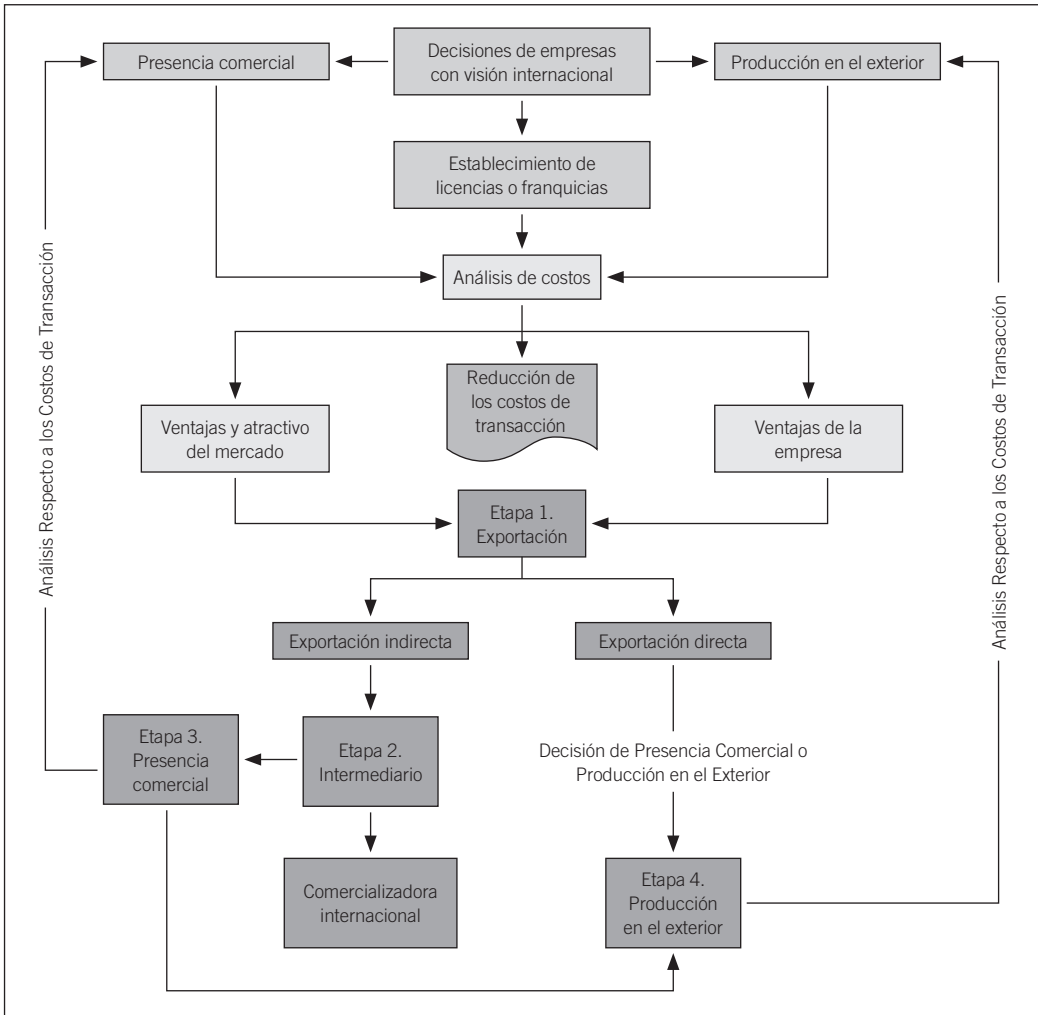 Presencia comercial
Decisiones de empresas
con visión internacional
Producción en el exterior
Establecimiento de
licencias o franquicias
Análisis de costos
Reducción de
los costos de
transacción
Ventajas y atractivo
del mercado
Ventajas de la
empresa
Etapa 1.
Exportación
Exportación indirecta
Exportación directa
Etapa 3.
Presencia
comercial
Etapa 2.
Intermediario
Decisión de Presencia Comercial o
Producción en el Exterior
Comercializadora
internacional
Etapa 4.
Producción
en el exterior
Análisis Respecto a los Costos de Transacción
Análisis Respecto a los Costos de Transacción